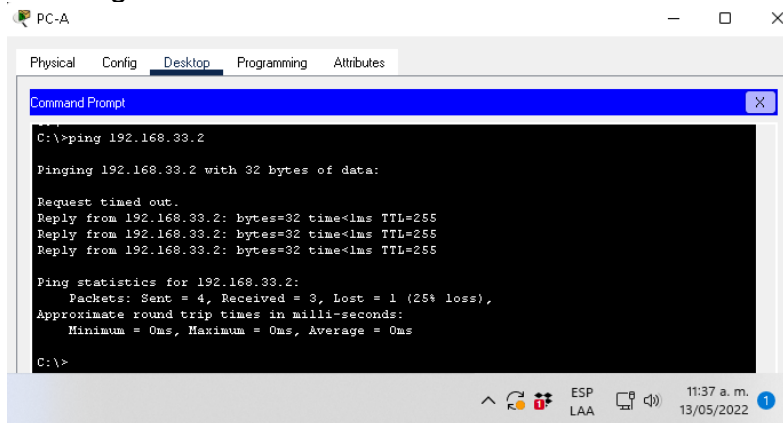 PC-A
Physical Config Desktop Programming Attributes
Command Prompt X
C:\>ping 192.168.33.2
Pinging 192.168.33.2 with 32 bytes of data:
Request timed out.
Reply from 192.168.33.2: bytes=32 time<1ms TTL=255
Reply from 192.168.33.2: bytes=32 time<1ms TTL=255
Reply from 192.168.33.2: bytes=32 time<1ms TTL=255
Ping statistics for 192.168.33.2:
Packets: Sent = 4, Received = 3, Lost = 1 (25% loss),
Approximate round trip times in milli-seconds:
Minimum = 0ms, Maximum = 0ms, Average = 0ms
C:\>
ESP 11:37 a. m.
LAA 13/05/2022 1